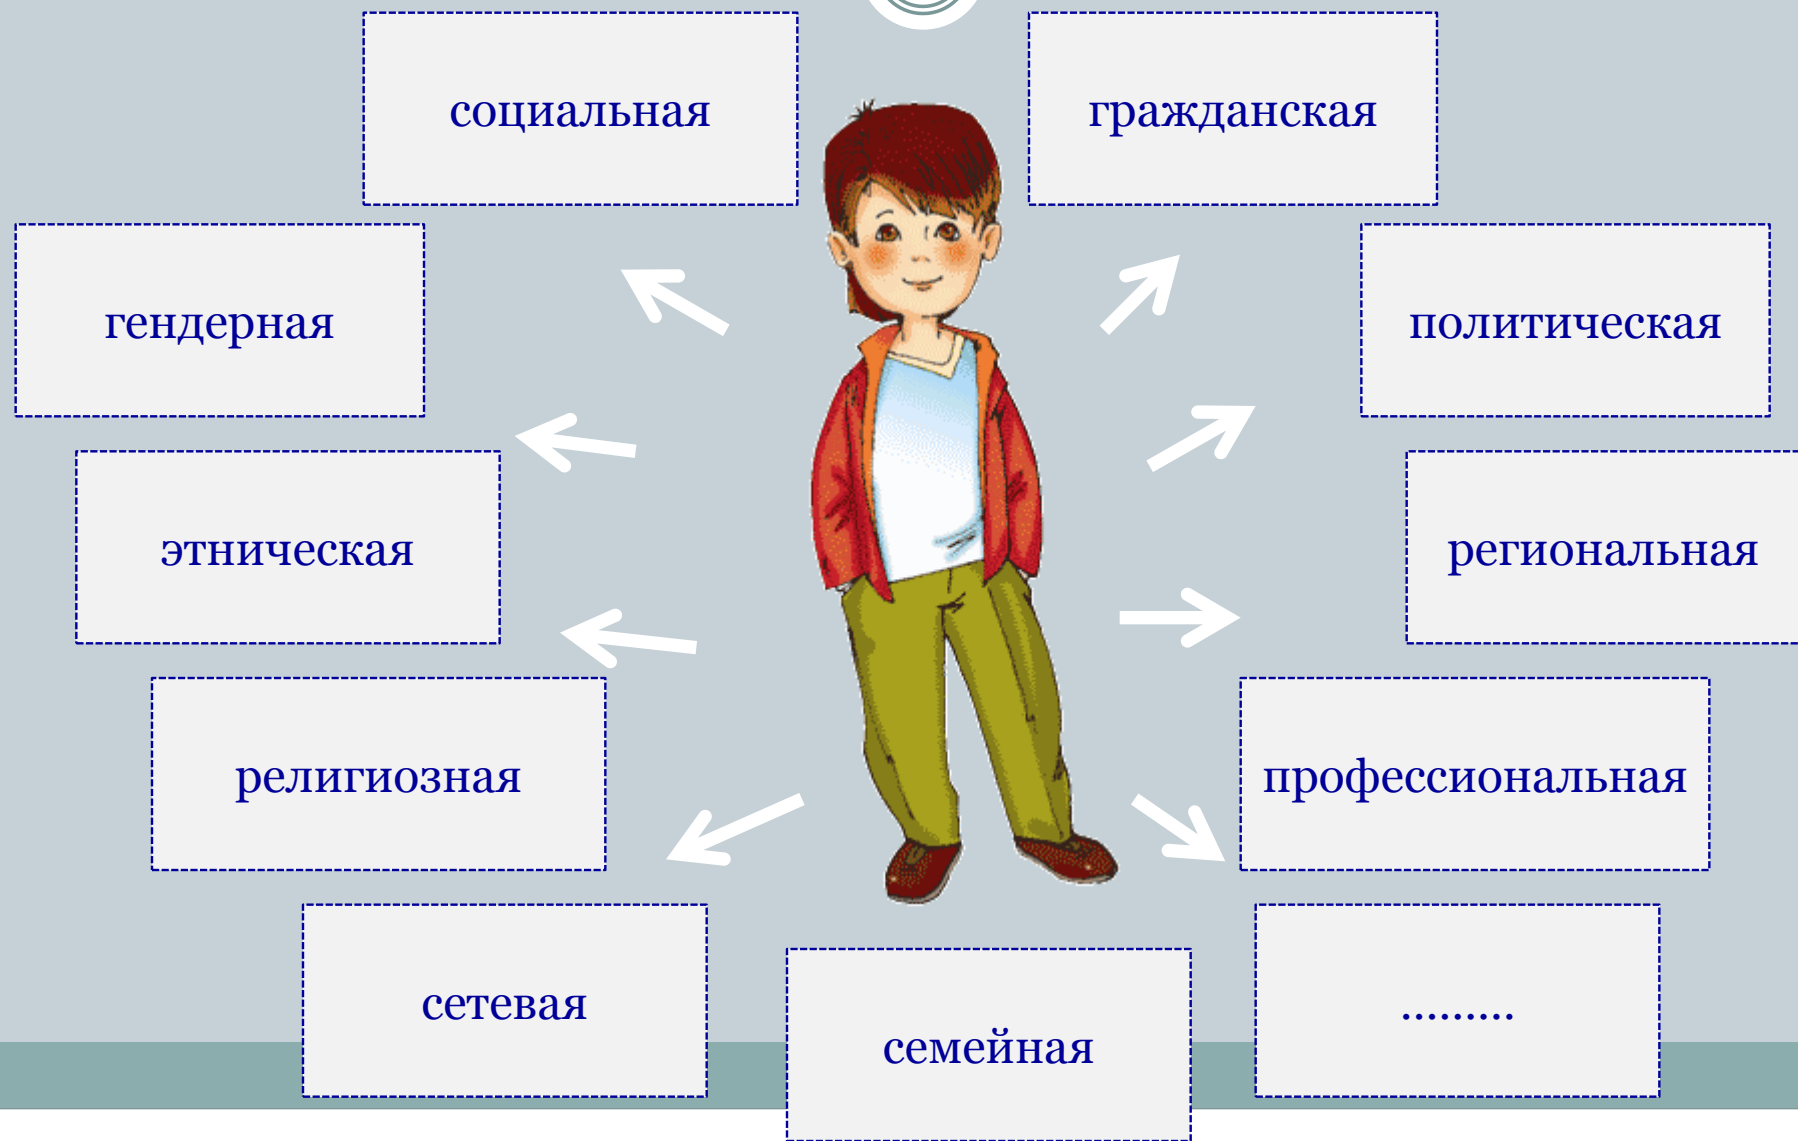 социальная
гражданская
гендерная
политическая
этническая
региональная
религиозная
профессиональная
сетевая
семейная
.........